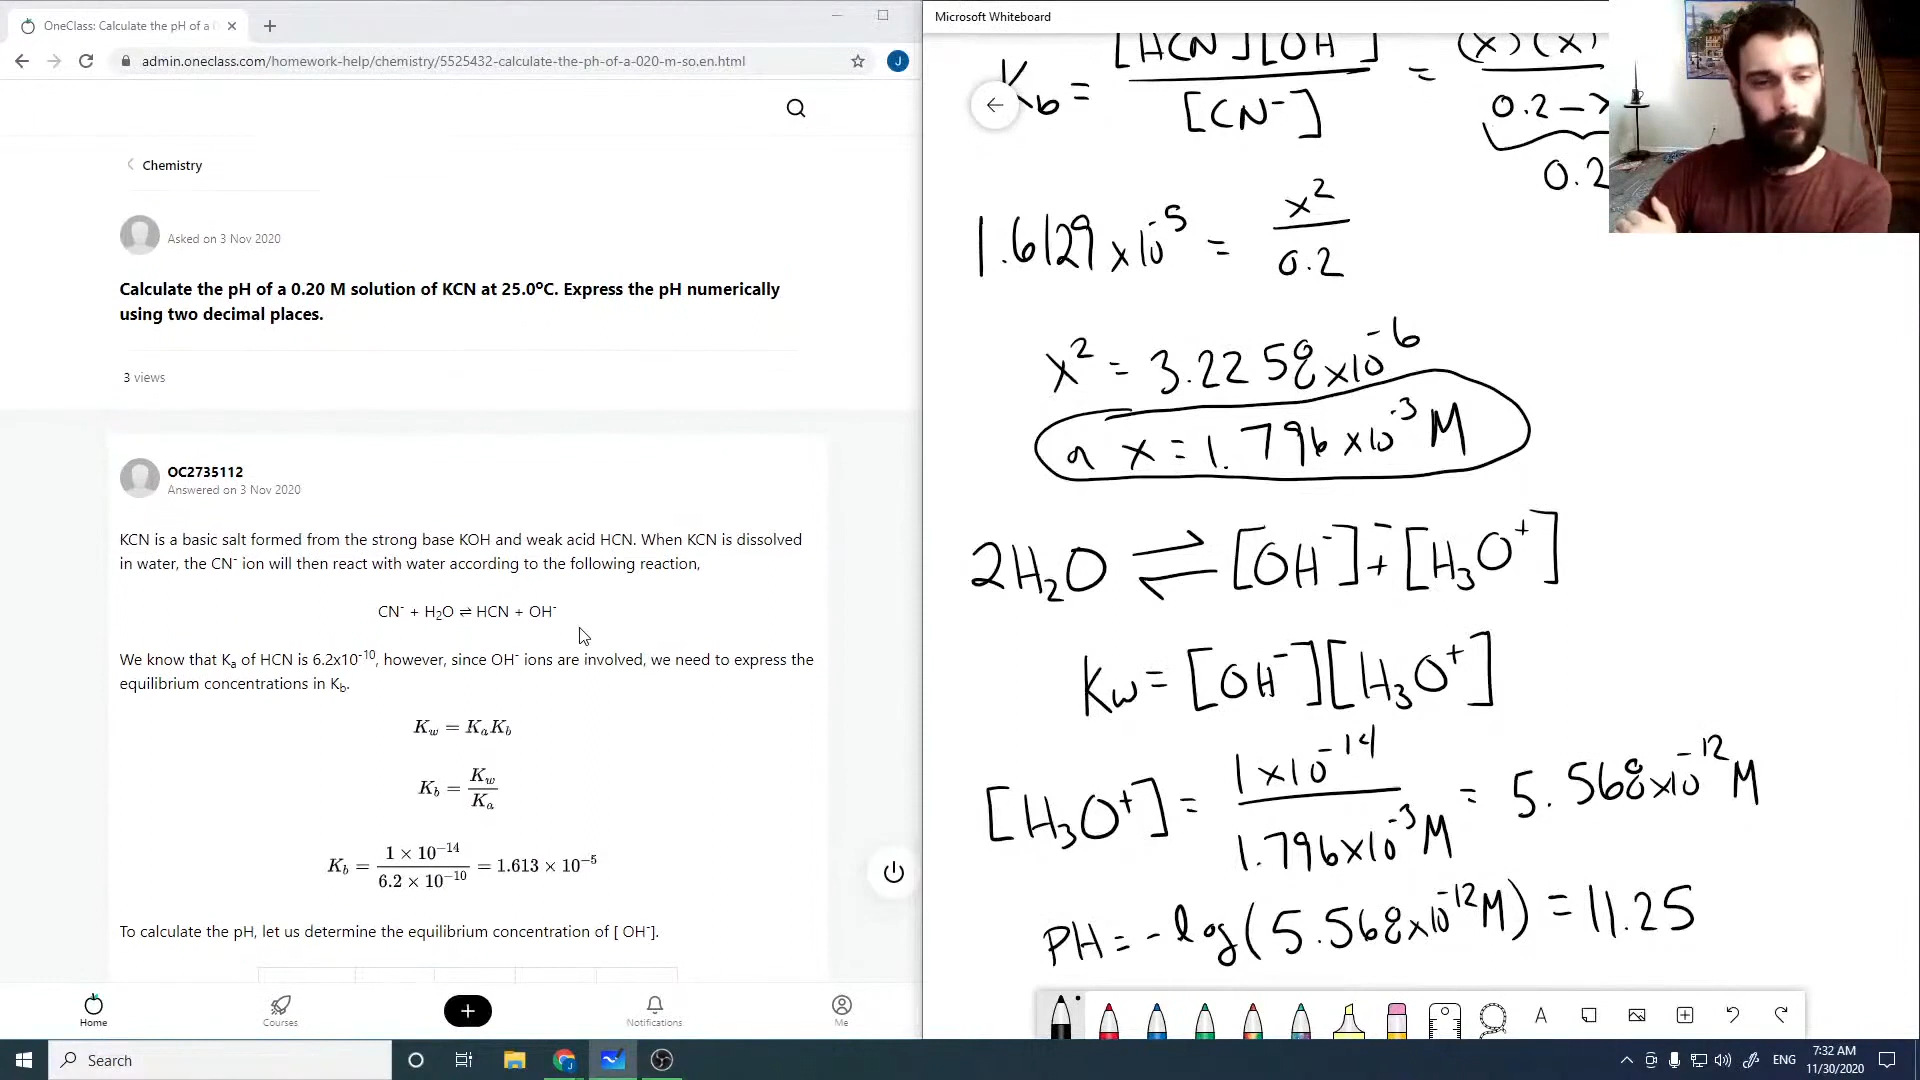 OneClass: Calculate the pH of a
admin.oneclass.com/homework-help/chemistry/5525432-calculate-the-ph-of-a-020-m-so.en.html
J
Chemistry
Asked on 3 Nov 2020
Calculate the pH of a 0.20 M solution of KCN at 25.0ºC. Express the pH numerically
using two decimal places.
3 views
OC2735112
Answered on 3 Nov 2020
KCN is a basic salt formed from the strong base KOH and weak acid HCN. When KCN is dissolved
in water, the CN⁻ ion will then react with water according to the following reaction,
CN⁻ + H₂O ⇌ HCN + OH⁻
We know that Kₐ of HCN is 6.2x10⁻¹⁰, however, since OH⁻ ions are involved, we need to express the
equilibrium concentrations in K_b.
K_w = K_a K_b
K_b = K_w / K_a
K_b = 1 × 10⁻¹⁴ / 6.2 × 10⁻¹⁰ = 1.613 × 10⁻⁵
To calculate the pH, let us determine the equilibrium concentration of [ OH⁻].
Home
Courses
+
Notifications
Me
Microsoft Whiteboard
Kb = [HCN][OH] / [CN⁻] = (x)(x) / 0.2 -
0.2
1.6129 x 10⁻⁵ = x² / 0.2
x² = 3.2258 x 10⁻⁶
x = 1.796 x 10⁻³ M
2H₂O ⇌ [OH⁻] + [H₃O⁺]
Kw = [OH⁻][H₃O⁺]
[H₃O⁺] = 1 x 10⁻¹⁴ / 1.796 x 10⁻³ M = 5.568 x 10⁻¹² M
PH = -log(5.568 x 10⁻¹² M) = 11.25
A
Search
ENG
7:32 AM
11/30/2020